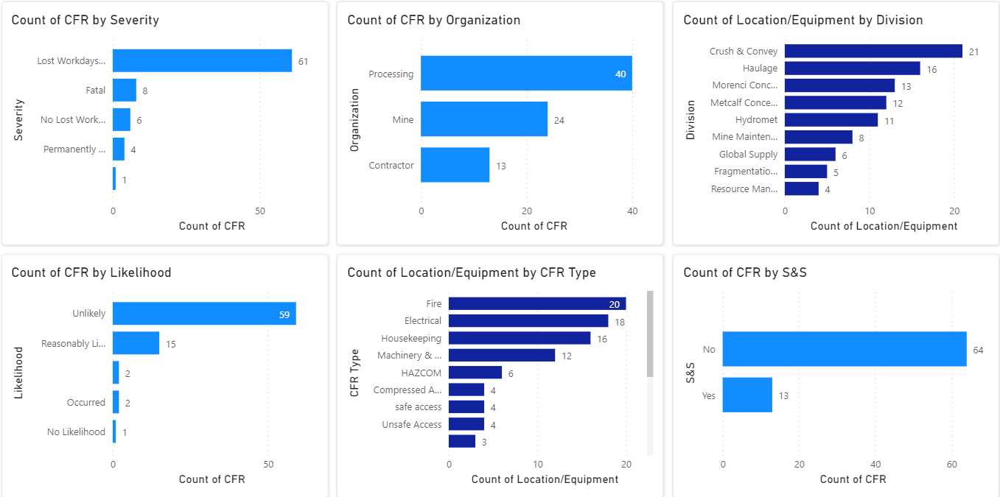 Count of CFR by Severity
Severity
Lost Workdays... 61
Fatal 8
No Lost Work... 6
Permanently ... 4
1
0 50
Count of CFR
Count of CFR by Organization
Organization
Processing 40
Mine 24
Contractor 13
0 20 40
Count of CFR
Count of Location/Equipment by Division
Division
Crush & Convey 21
Haulage 16
Morenci Conc... 13
Metcalf Conce... 12
Hydromet 11
Mine Mainten... 8
Global Supply 6
Fragmentatio... 5
Resource Man... 4
0 10 20
Count of Location/Equipment
Count of CFR by Likelihood
Likelihood
Unlikely 59
Reasonably Li... 15
2
Occurred 2
No Likelihood 1
0 50
Count of CFR
Count of Location/Equipment by CFR Type
CFR Type
Fire 20
Electrical 18
Housekeeping 16
Machinery & ... 12
HAZCOM 6
Compressed A... 4
safe access 4
Unsafe Access 4
3
0 10 20
Count of Location/Equipment
Count of CFR by S&S
S&S
No 64
Yes 13
0 20 40 60
Count of CFR